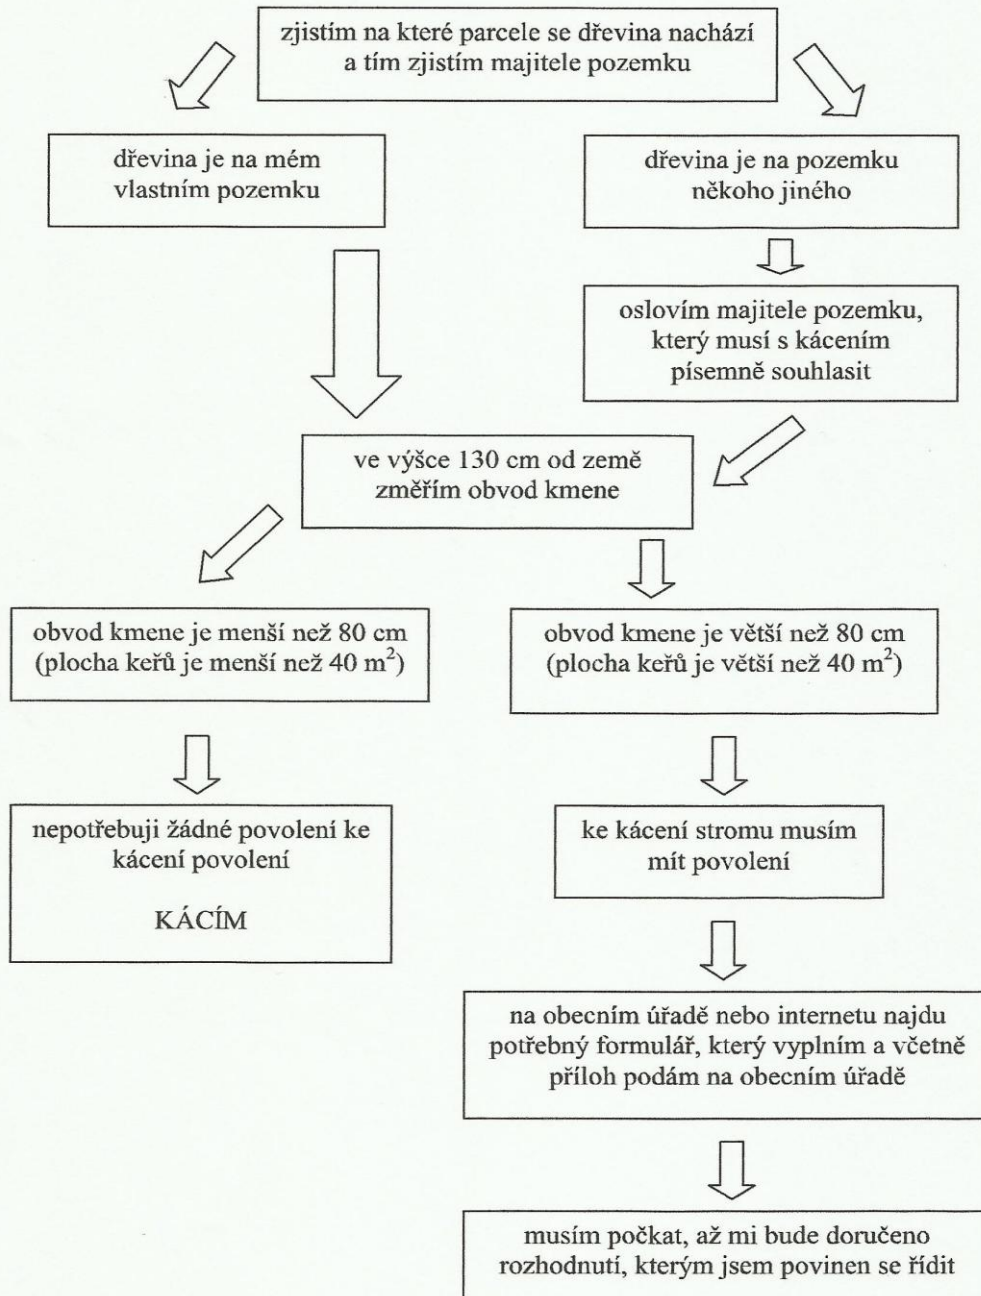 zjistím na které parcele se dřevina nachází
a tím zjistím majitele pozemku
dřevina je na mém
vlastním pozemku
dřevina je na pozemku
někoho jiného
oslovím majitele pozemku,
který musí s kácením
písemně souhlasit
ve výšce 130 cm od země
změřím obvod kmene
obvod kmene je menší než 80 cm
(plocha keřů je menší než 40 m²)
obvod kmene je větší než 80 cm
(plocha keřů je větší než 40 m²)
nepotřebuji žádné povolení ke
kácení povolení
KÁCÍM
ke kácení stromu musím
mít povolení
na obecním úřadě nebo internetu najdu
potřebný formulář, který vyplním a včetně
příloh podám na obecním úřadě
musím počkat, až mi bude doručeno
rozhodnutí, kterým jsem povinen se řídit